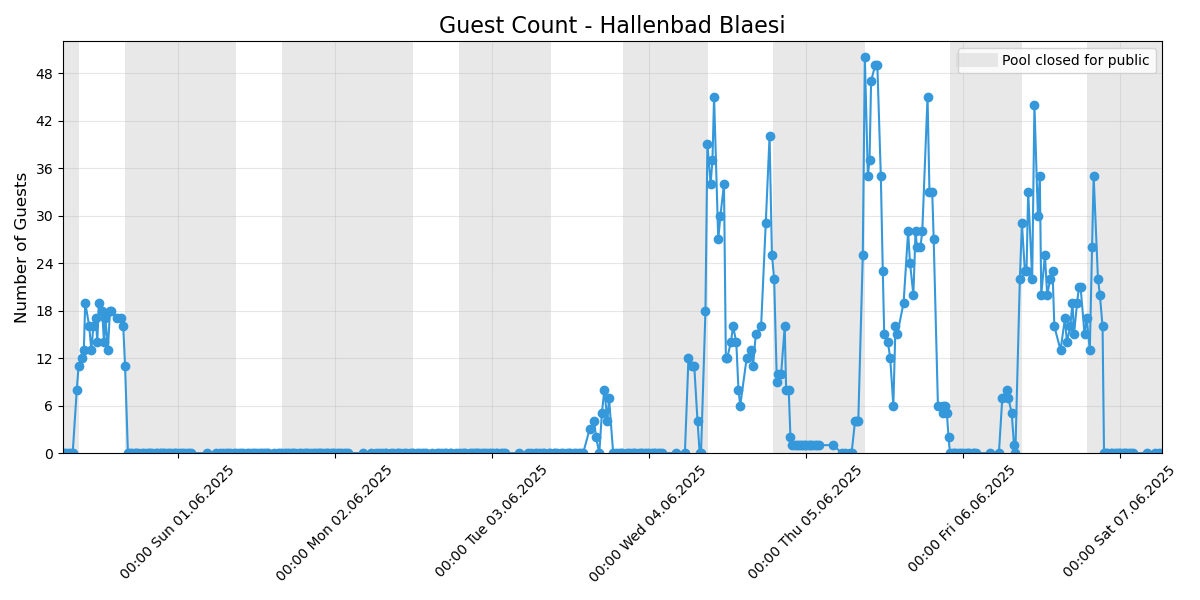 Guest Count - Hallenbad Blaesi
Pool closed for public
Number of Guests
48
42
36
30
24
18
12
6
0
00:00 Sun 01.06.2025
00:00 Mon 02.06.2025
00:00 Tue 03.06.2025
00:00 Wed 04.06.2025
00:00 Thu 05.06.2025
00:00 Fri 06.06.2025
00:00 Sat 07.06.2025